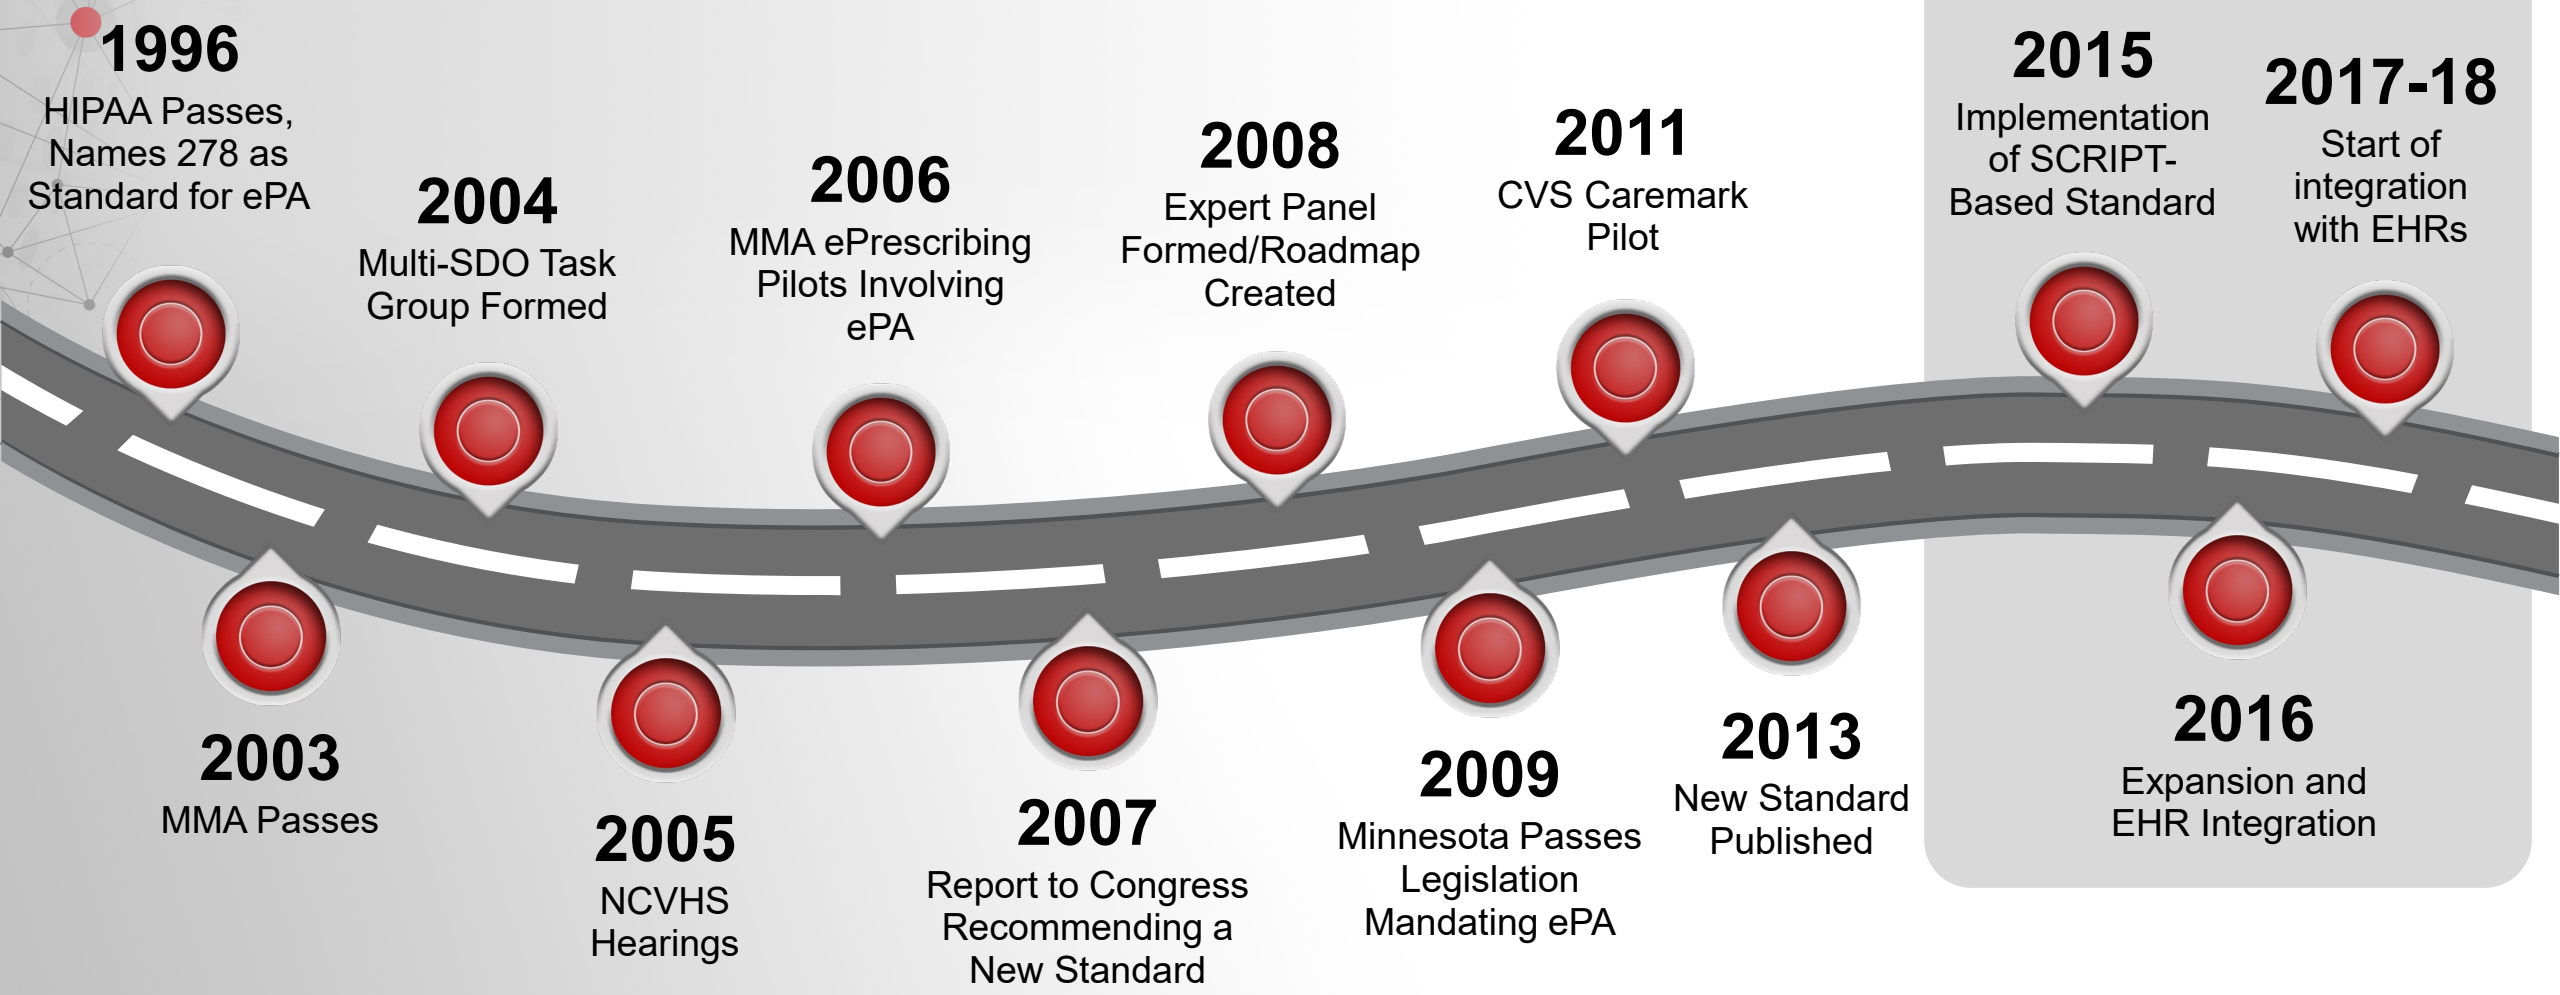 1996
HIPAA Passes,
Names 278 as
Standard for ePA
2003
MMA Passes
2004
Multi-SDO Task
Group Formed
2005
NCVHS
Hearings
2006
MMA ePrescribing
Pilots Involving
ePA
2007
Report to Congress
Recommending a
New Standard
2008
Expert Panel
Formed/Roadmap
Created
2009
Minnesota Passes
Legislation
Mandating ePA
2011
CVS Caremark
Pilot
2013
New Standard
Published
2015
Implementation
of SCRIPT-
Based Standard
2016
Expansion and
EHR Integration
2017-18
Start of
integration
with EHRs